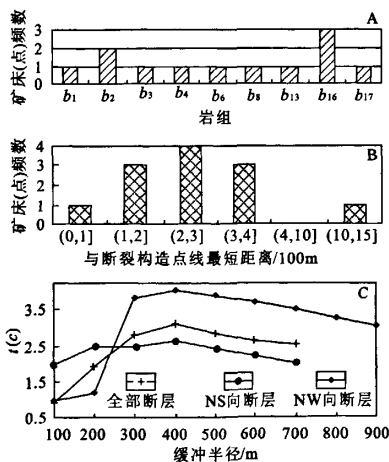 A
矿床(点)频数
3
2
1
0
b1 b2 b3 b4 b6 b8 b13 b16 b17
岩组
B
矿床(点)频数
4
3
2
1
0
(0,1] (1,2] (2,3] (3,4] (4,10] (10,15]
与断裂构造点线最短距离/100m
C
t(c)
3.5
2.5
1.5
0.5
全部断层 NS向断层 NW向断层
100 200 300 400 500 600 700 800 900
缓冲半径/m